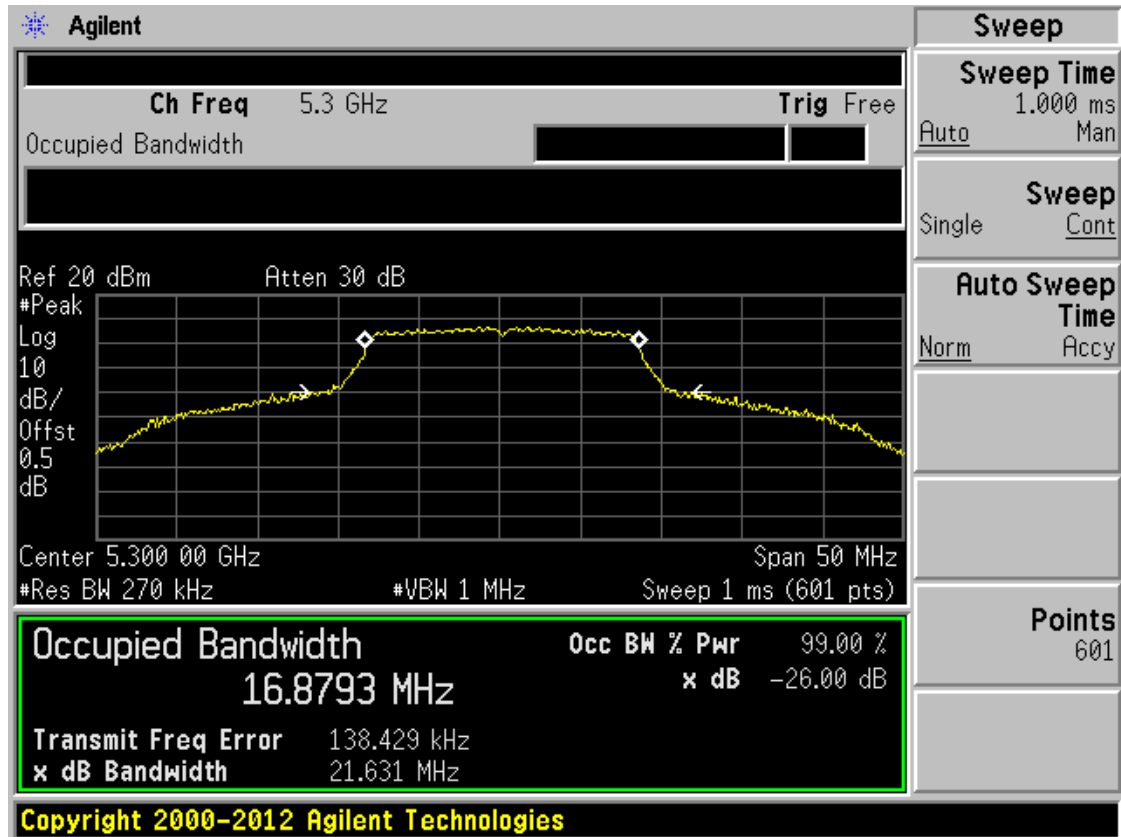 Agilent
Sweep
Ch Freq 5.3 GHz Trig Free
Occupied Bandwidth
Sweep Time
1.000 ms
Auto Man
Sweep
Single Cont
Auto Sweep
Time
Norm Accy
Points
601
Ref 20 dBm Atten 30 dB
#Peak
Log
10
dB/
Offst
0.5
dB
Center 5.300 00 GHz Span 50 MHz
#Res BW 270 kHz #VBW 1 MHz Sweep 1 ms (601 pts)
Occupied Bandwidth Occ BW % Pwr 99.00 %
16.8793 MHz x dB -26.00 dB
Transmit Freq Error 138.429 kHz
x dB Bandwidth 21.631 MHz
Copyright 2000-2012 Agilent Technologies